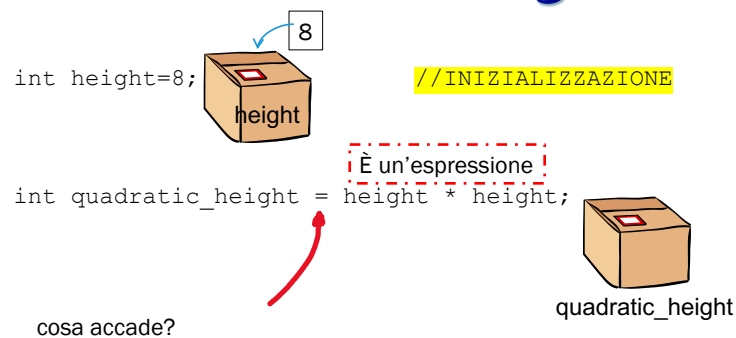 8
int height=8;
//INIZIALIZZAZIONE
height
È un'espressione
int quadratic_height = height * height;
quadratic_height
cosa accade?